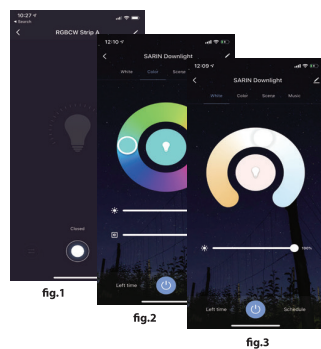 10:27
Search
RGBCW Strip A
Closed
fig.1
12:10
SARIN Downlight
White Color Scene
Left time
fig.2
12:09
SARIN Downlight
White Color Scene Music
100%
Left time Schedule
fig.3